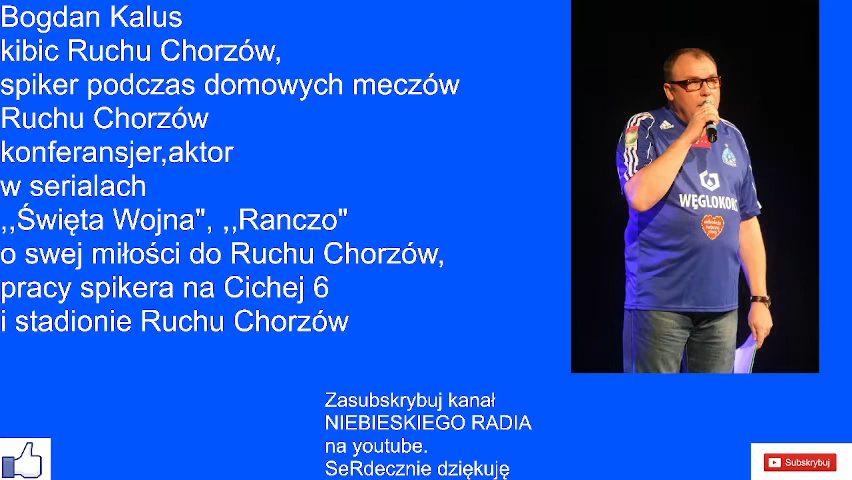 Bogdan Kalus
kibic Ruchu Chorzów,
spiker podczas domowych meczów
Ruchu Chorzów
konferansjer,aktor
w serialach
,,Święta Wojna", ,,Ranczo"
o swej miłości do Ruchu Chorzów,
pracy spikera na Cichej 6
i stadionie Ruchu Chorzów
WĘGLOKOK
Zasubskrybuj kanał
NIEBIESKIEGO RADIA
na youtube.
SeRdecznie dziękuję
Subskrybuj